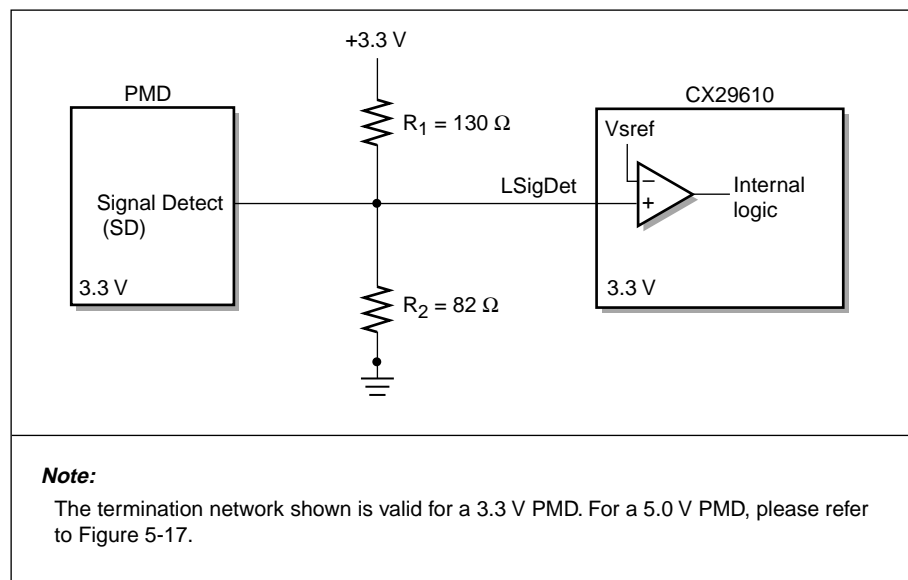 +3.3 V
PMD
CX29610
R1 = 130 Ω
Vsref
LSigDet
−
+
Internal
logic
Signal Detect
(SD)
3.3 V
R2 = 82 Ω
3.3 V
Note:
The termination network shown is valid for a 3.3 V PMD. For a 5.0 V PMD, please refer
to Figure 5-17.